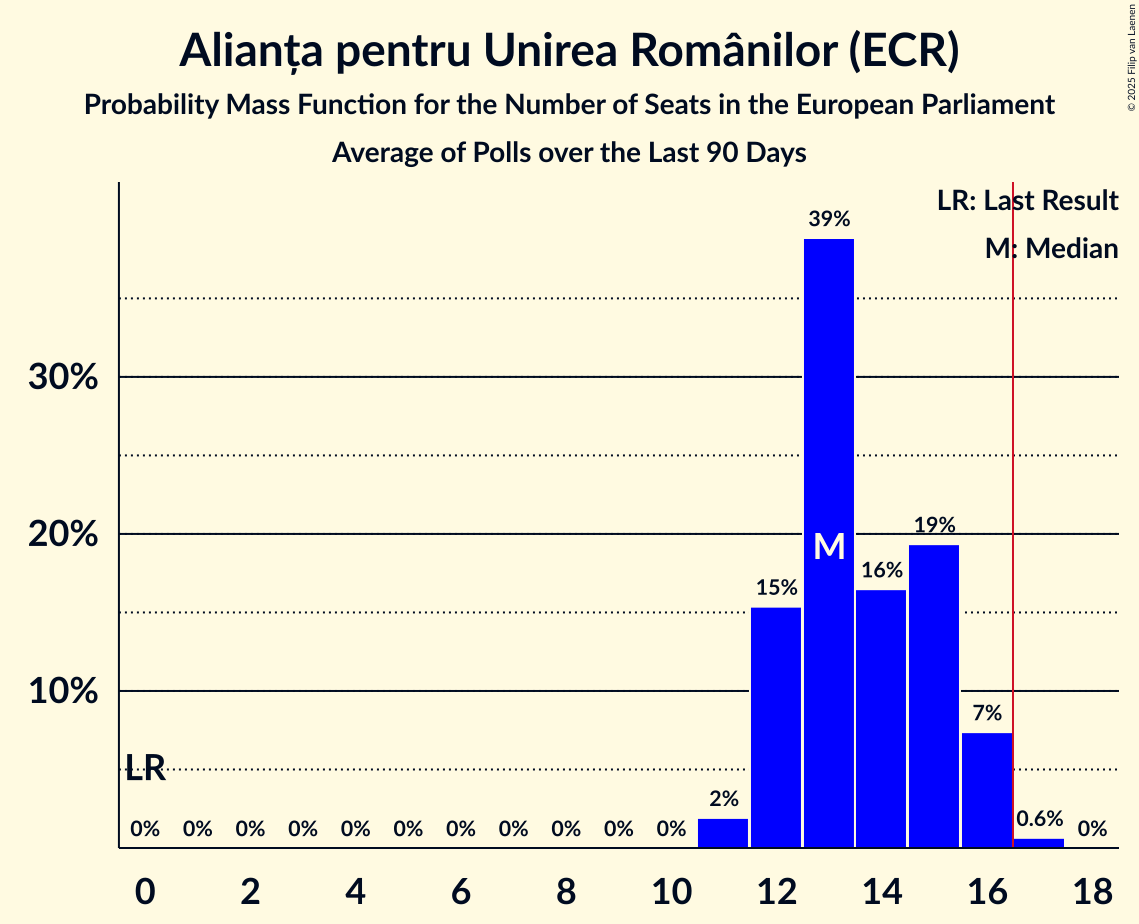 Alianța pentru Unirea Românilor (ECR)
Probability Mass Function for the Number of Seats in the European Parliament
Average of Polls over the Last 90 Days
© 2025 Filip van Laenen
LR: Last Result
M: Median
39%
30%
20%
19%
M
16%
15%
10%
7%
LR
2%
0% 0% 0% 0% 0% 0% 0% 0% 0% 0% 0% 0.6% 0%
0 2 4 6 8 10 12 14 16 18